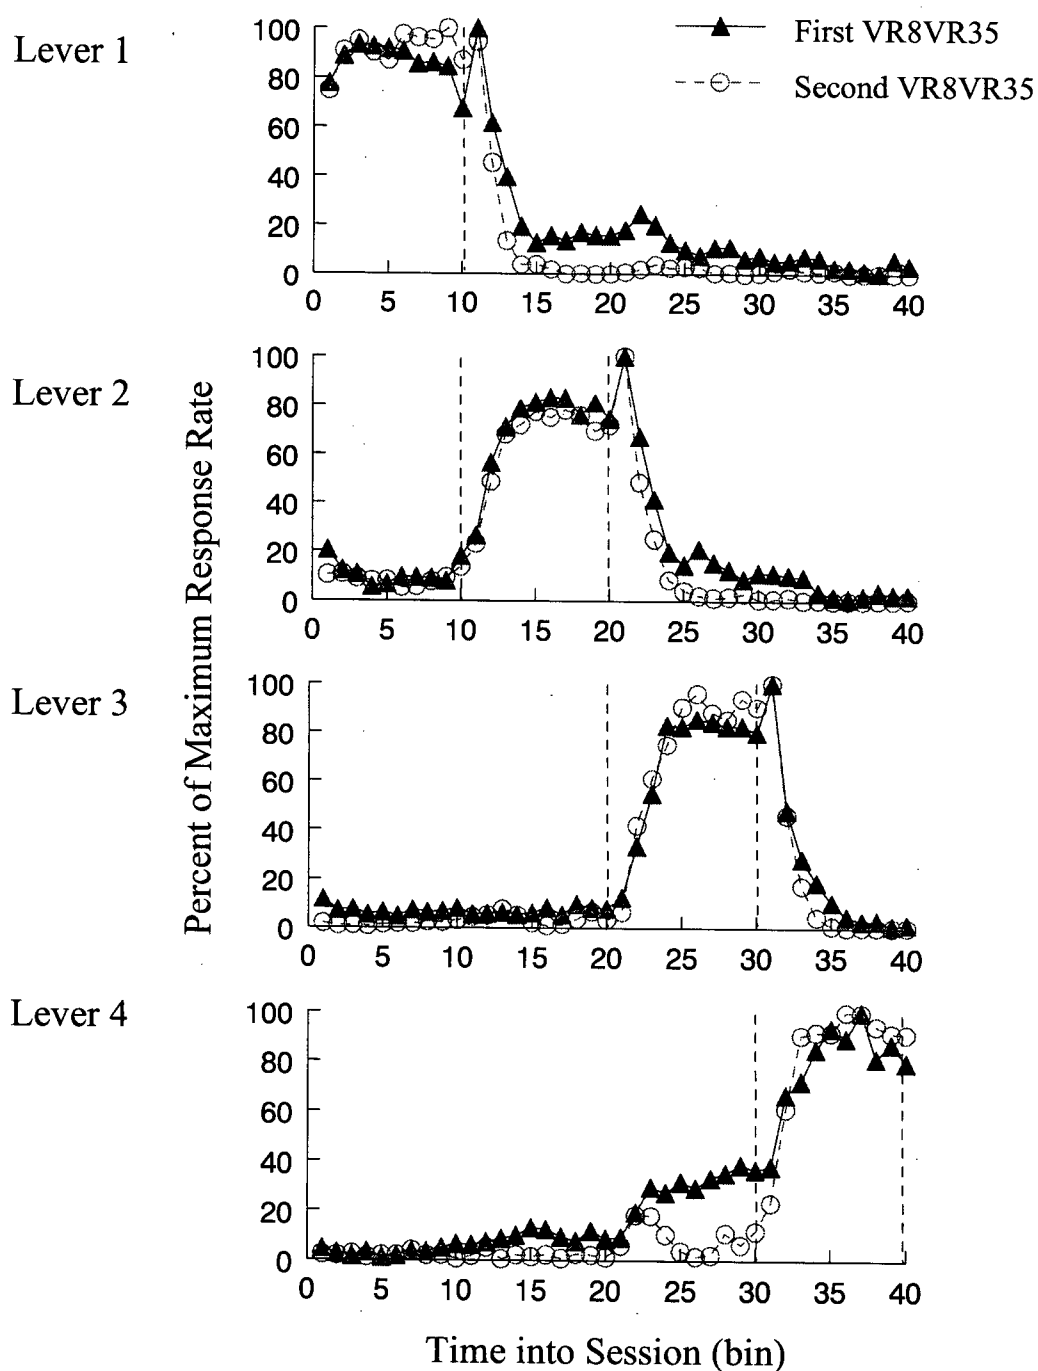 Lever 1
First VR8VR35
Second VR8VR35
100
80
60
40
20
0
0 5 10 15 20 25 30 35 40
Lever 2
100
80
60
40
20
0
0 5 10 15 20 25 30 35 40
Lever 3
100
80
60
40
20
0
0 5 10 15 20 25 30 35 40
Lever 4
100
80
60
40
20
0
0 5 10 15 20 25 30 35 40
Percent of Maximum Response Rate
Time into Session (bin)